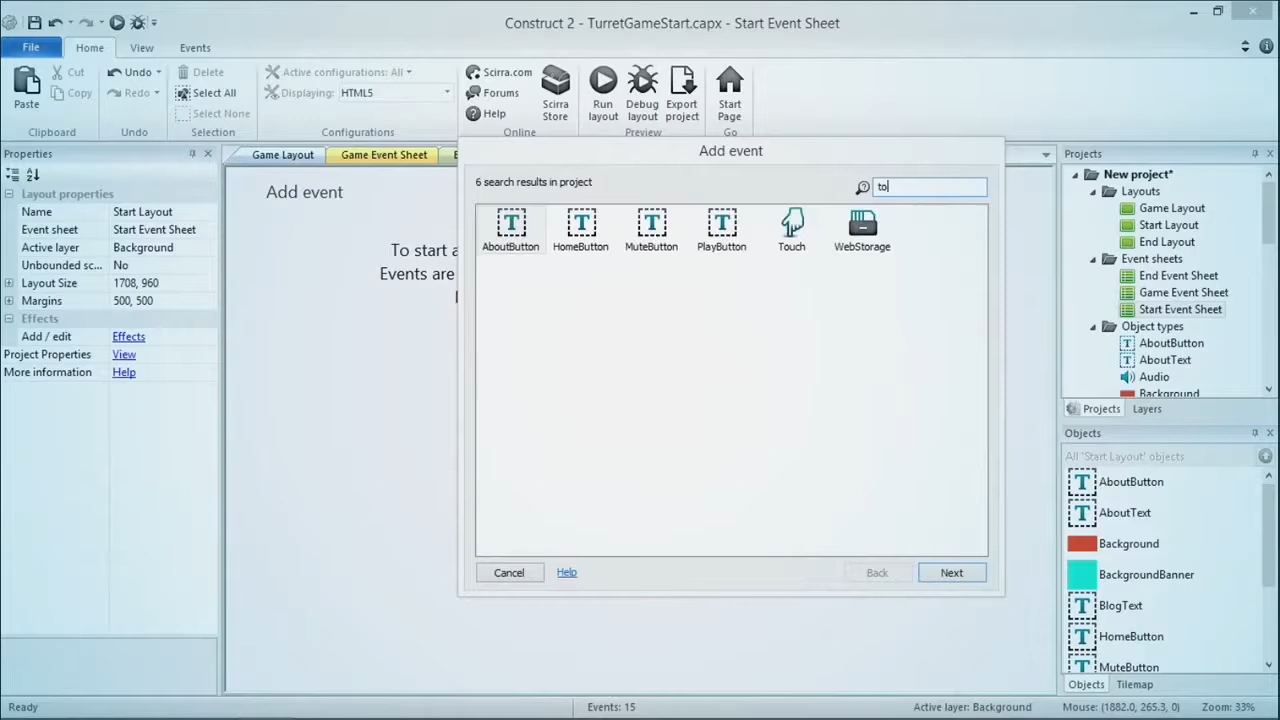 Construct 2 - TurretGameStart.capx - Start Event Sheet
File
Home
View
Events
Paste
Cut
Copy
Clipboard
Undo
Redo
Undo
Delete
Select All
Select None
Selection
Active configurations: All
Displaying: HTML5
Configurations
Scirra.com
Forums
Help
Online
Scirra
Store
Run
layout
Debug
layout
Export
project
Preview
Start
Page
Go
Properties
Layout properties
Name Start Layout
Event sheet Start Event Sheet
Active layer Background
Unbounded sc... No
Layout Size 1708, 960
Margins 500, 500
Effects
Add / edit Effects
Project Properties View
More information Help
Game Layout
Game Event Sheet
Add event
To start a
Events are
Add event
6 search results in project
to
AboutButton
HomeButton
MuteButton
PlayButton
Touch
WebStorage
Cancel
Help
Back
Next
Projects
New project*
Layouts
Game Layout
Start Layout
End Layout
Event sheets
End Event Sheet
Game Event Sheet
Start Event Sheet
Object types
AboutButton
AboutText
Audio
Background
Projects
Layers
Objects
All 'Start Layout' objects
AboutButton
AboutText
Background
BackgroundBanner
BlogText
HomeButton
MuteButton
Objects
Tilemap
Ready
Events: 15
Active layer: Background
Mouse: (1882.0, 265.3, 0)
Zoom: 33%